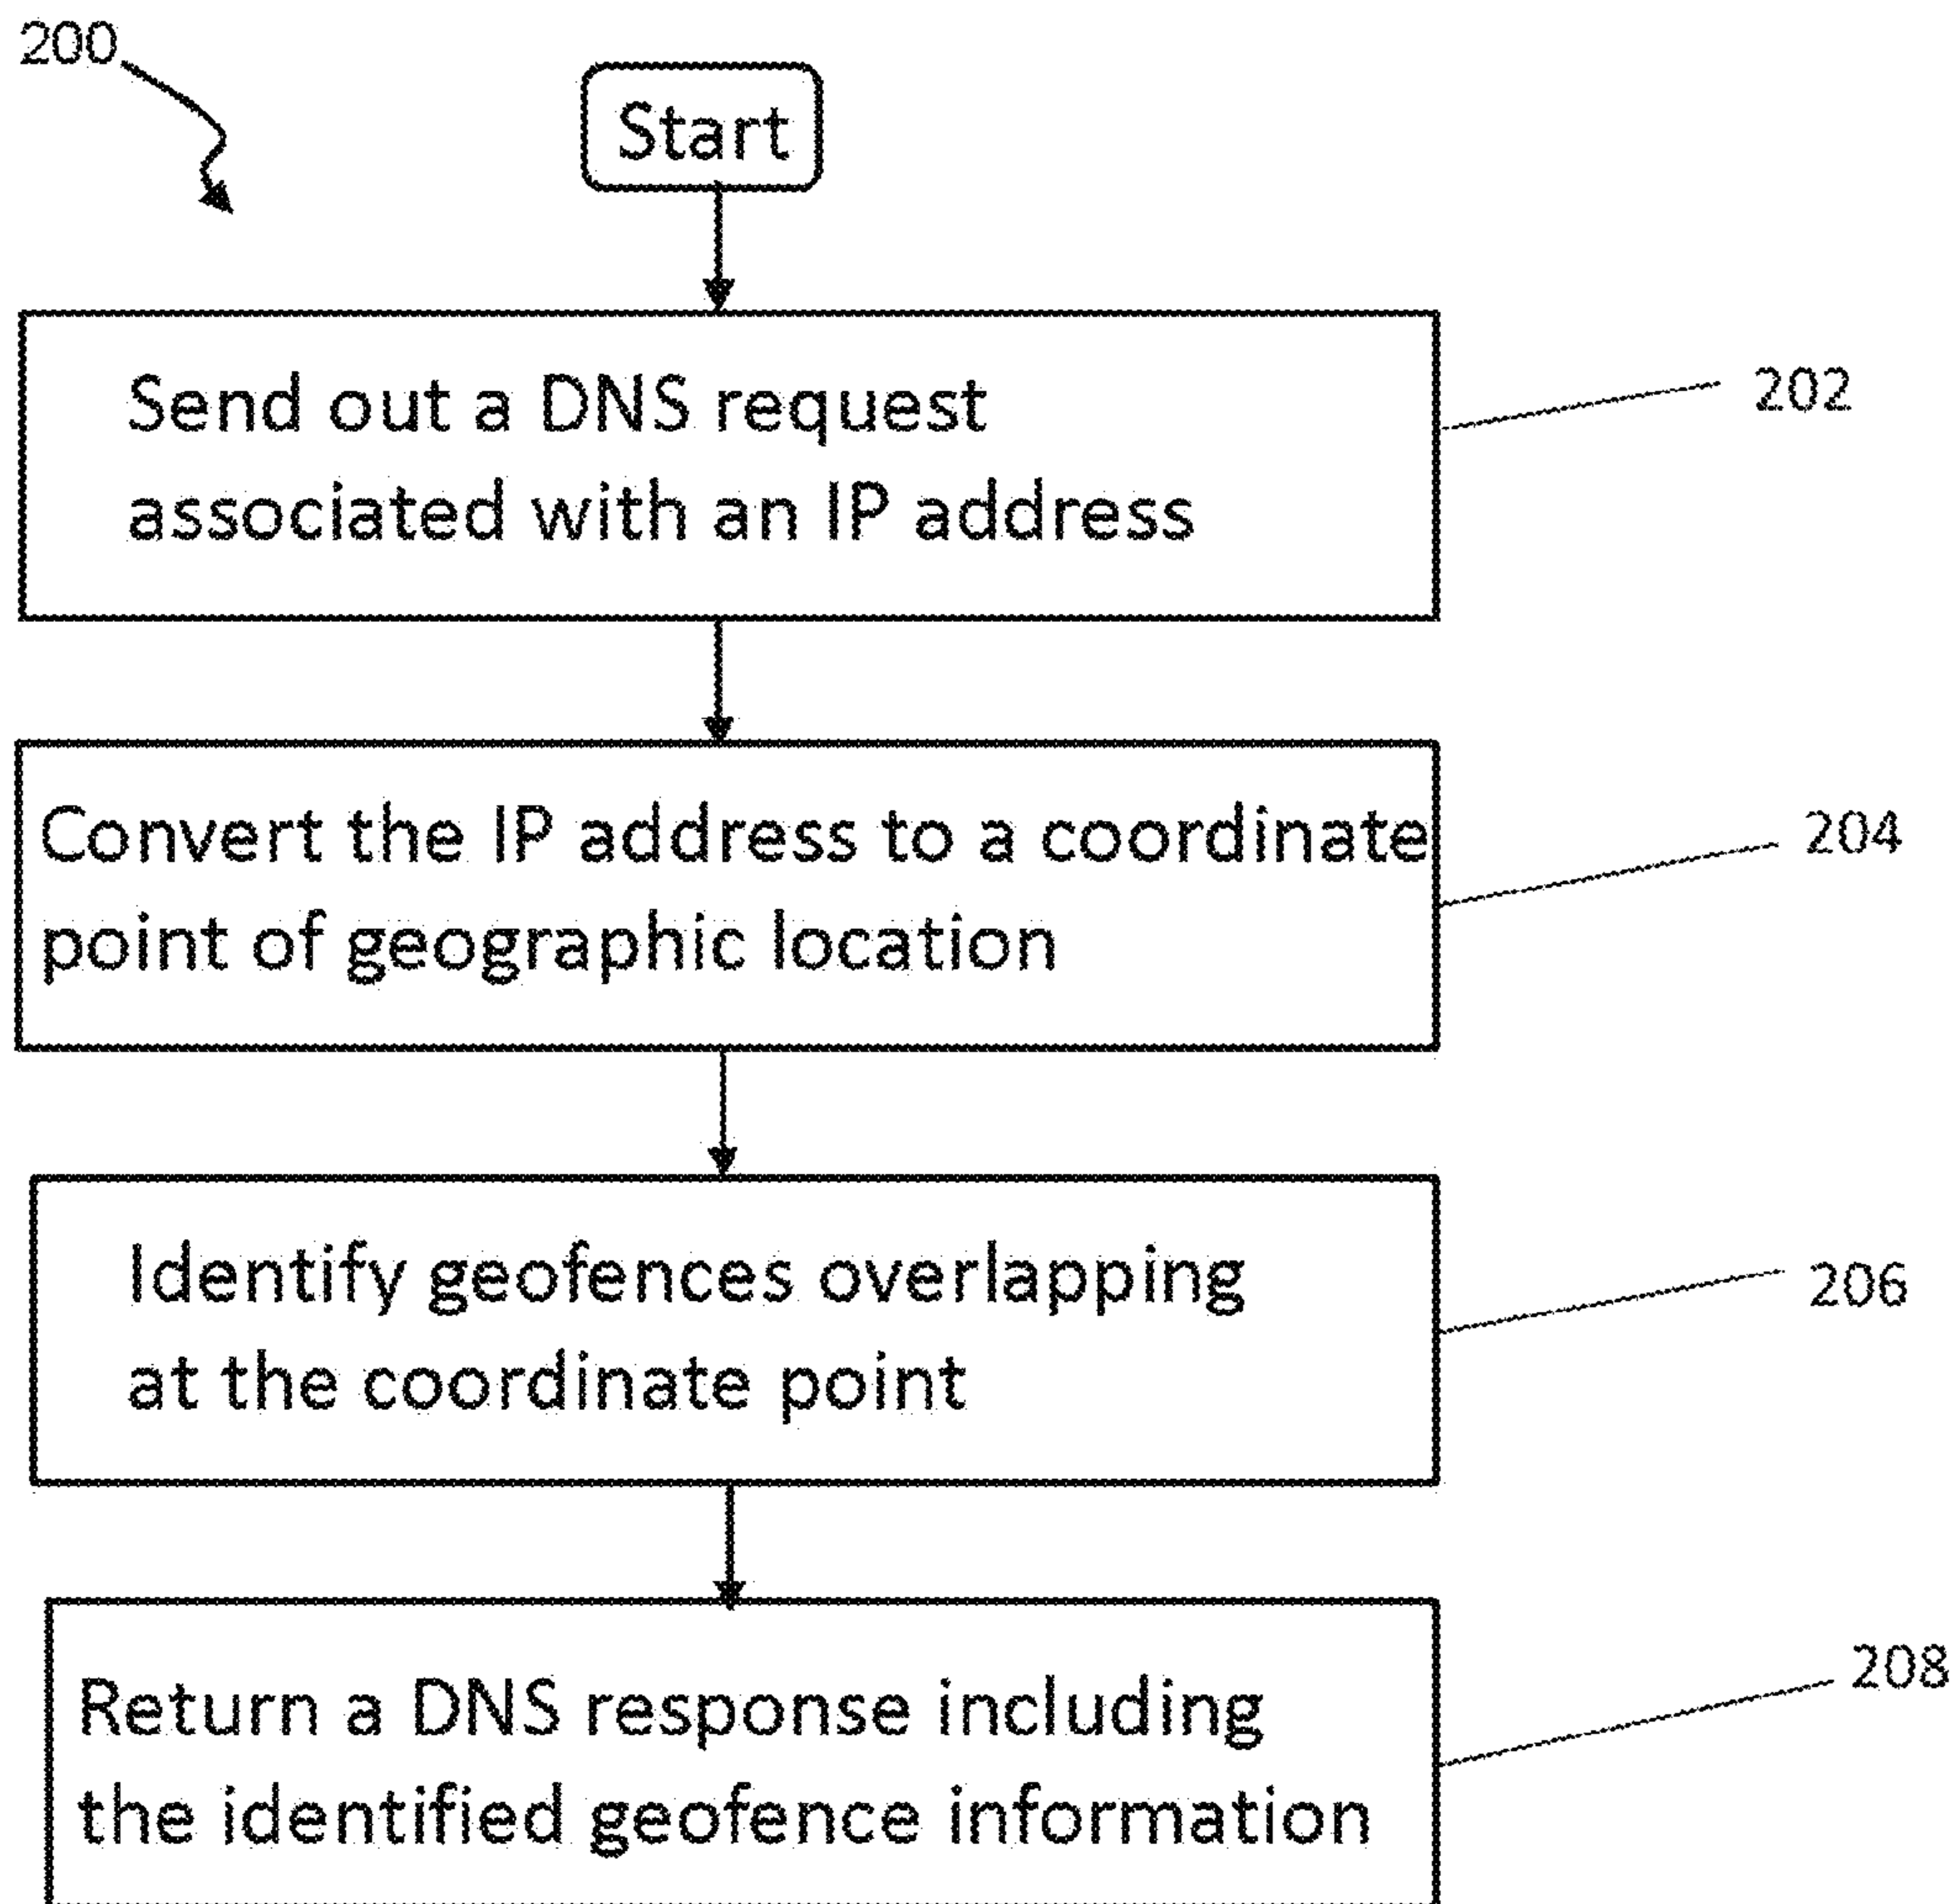 200
Start
Send out a DNS request
associated with an IP address
202
Convert the IP address to a coordinate
point of geographic location
204
Identify geofences overlapping
at the coordinate point
206
Return a DNS response including
the identified geofence information
208